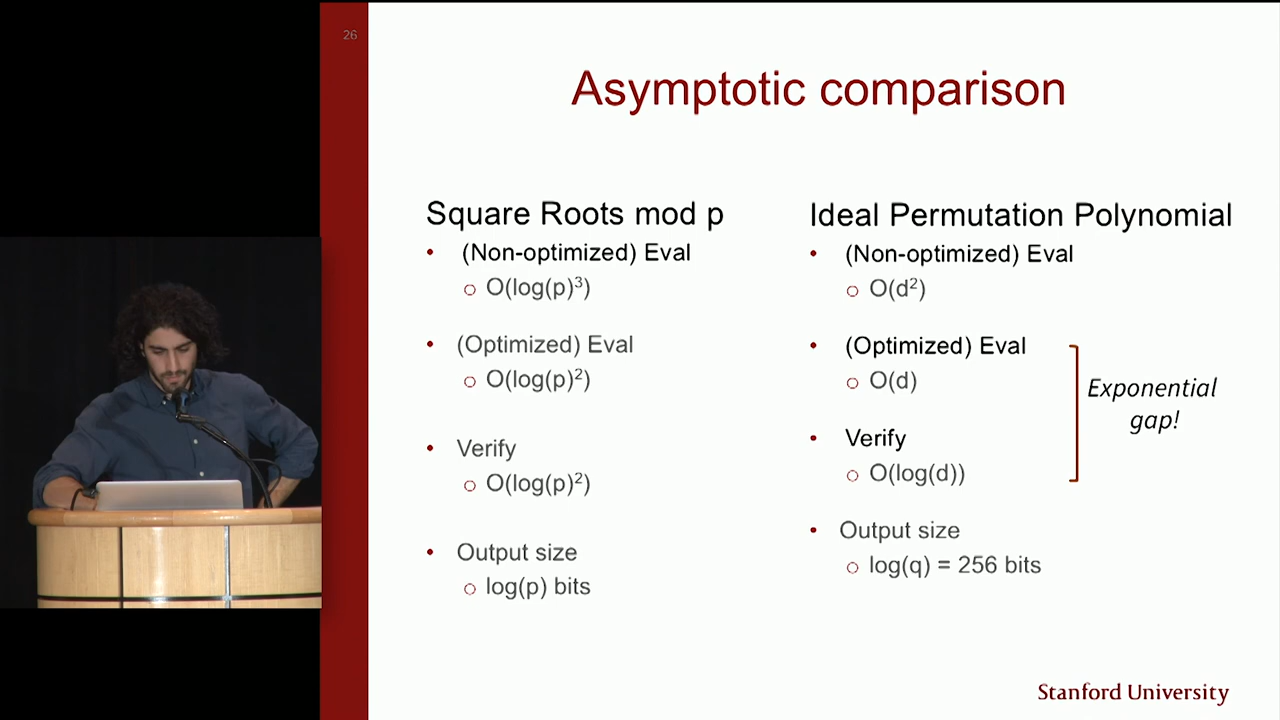 26
Asymptotic comparison
Square Roots mod p
• (Non-optimized) Eval
○ O(log(p)³)
• (Optimized) Eval
○ O(log(p)²)
• Verify
○ O(log(p)²)
• Output size
○ log(p) bits
Ideal Permutation Polynomial
• (Non-optimized) Eval
○ O(d²)
• (Optimized) Eval
○ O(d)
• Verify
○ O(log(d))
• Output size
○ log(q) = 256 bits
Exponential
gap!
Stanford University